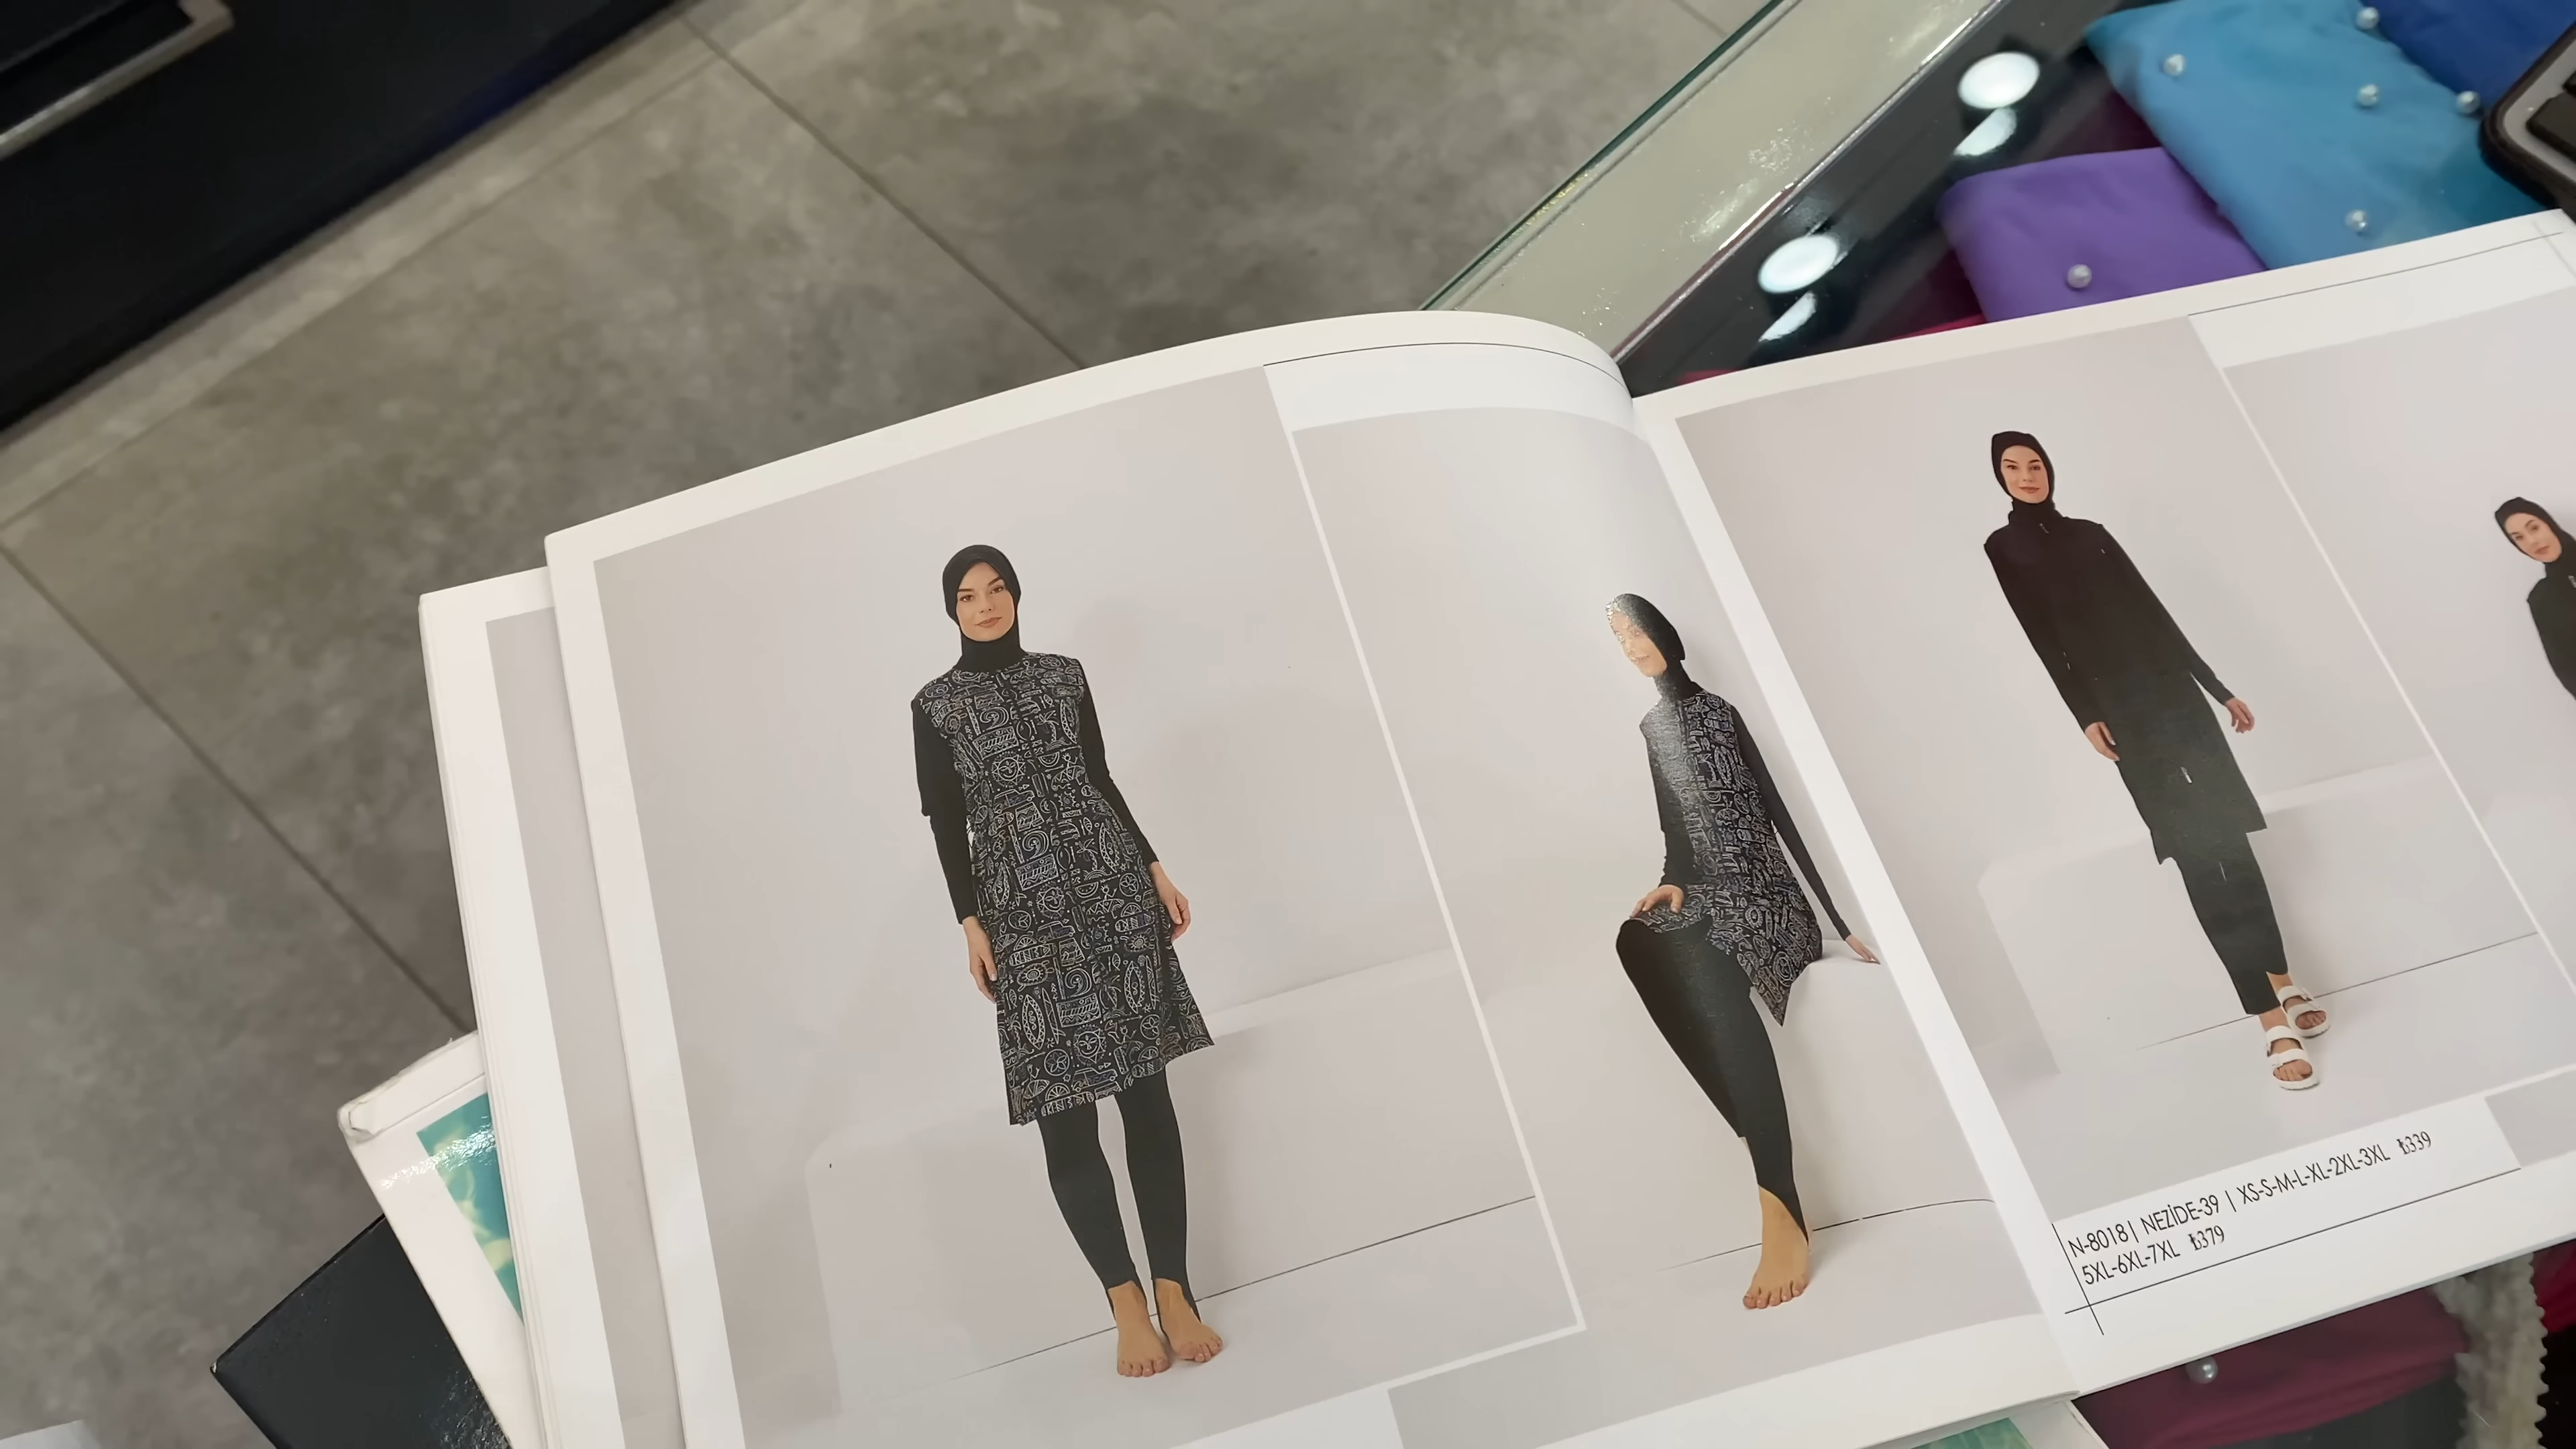 N-8018 | NEZİDE-39 | XS-S-M-L-XL-2XL-3XL ₺339
5XL-6XL-7XL ₺379